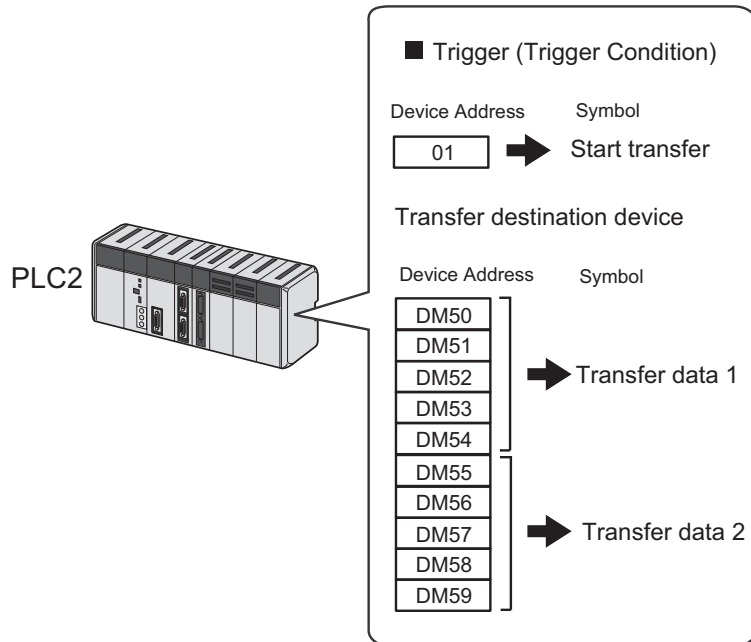 ■ Trigger (Trigger Condition)
Device Address Symbol
01 Start transfer
Transfer destination device
PLC2
Device Address Symbol
DM50
DM51
DM52 Transfer data 1
DM53
DM54
DM55
DM56
DM57 Transfer data 2
DM58
DM59